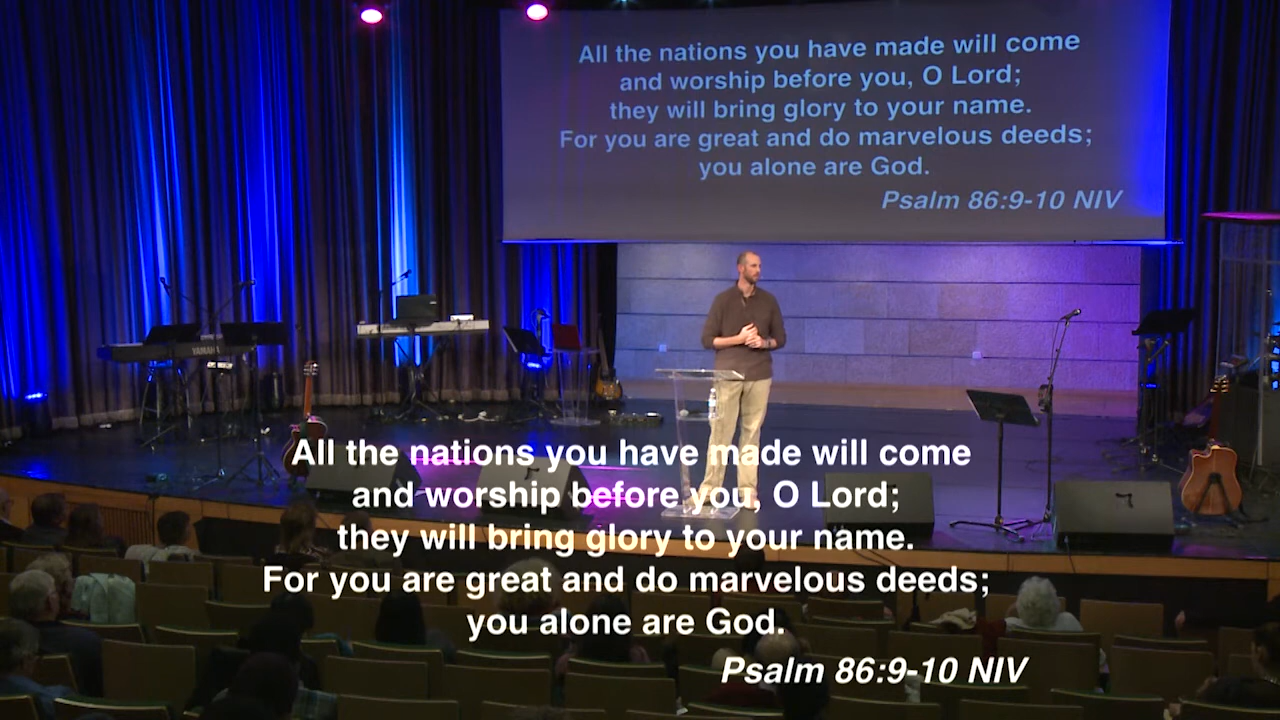 All the nations you have made will come
and worship before you, O Lord;
they will bring glory to your name.
For you are great and do marvelous deeds;
you alone are God.
Psalm 86:9-10 NIV
YAMAHA
All the nations you have made will come
and worship before you, O Lord;
they will bring glory to your name.
For you are great and do marvelous deeds;
you alone are God.
Psalm 86:9-10 NIV